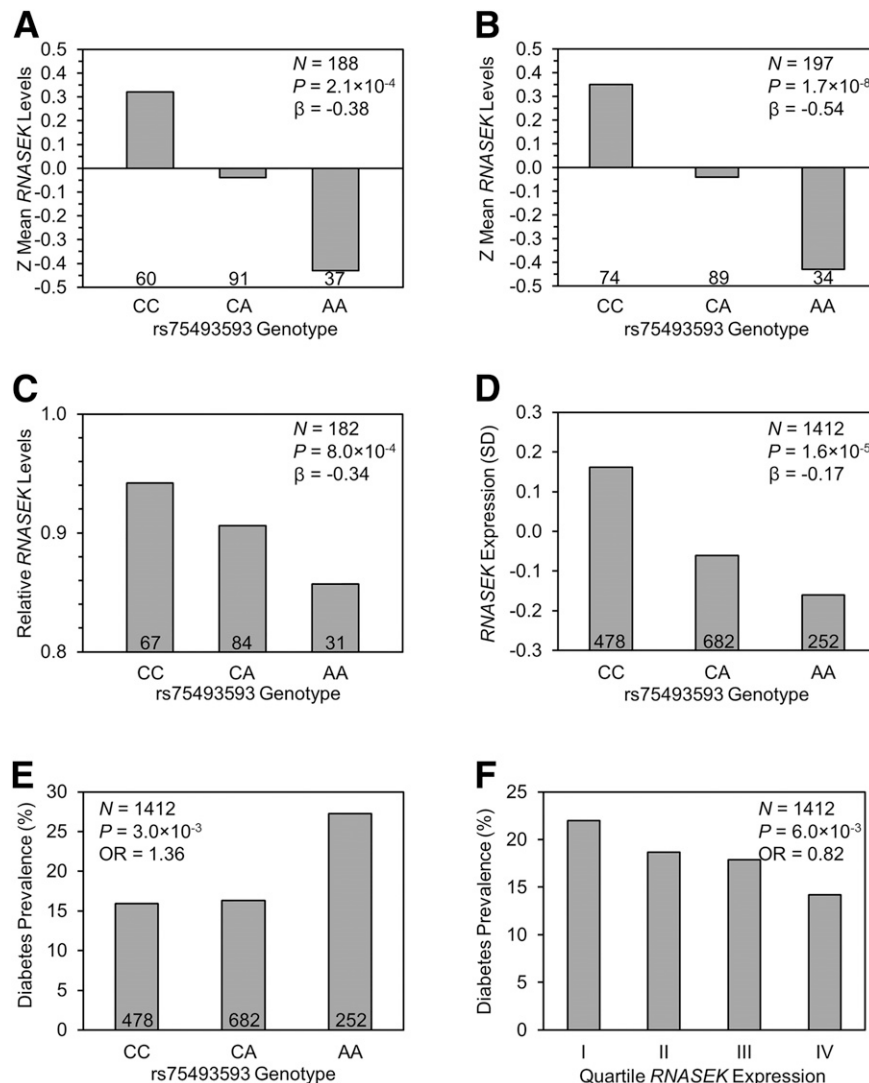 A
Z Mean RNASEK Levels
0.5
0.4
0.3
0.2
0.1
0.0
-0.1
-0.2
-0.3
-0.4
-0.5
N = 188
P = 2.1×10-4
β = -0.38
60 91 37
CC CA AA
rs75493593 Genotype
B
Z Mean RNASEK Levels
0.5
0.4
0.3
0.2
0.1
0.0
-0.1
-0.2
-0.3
-0.4
-0.5
N = 197
P = 1.7×10-8
β = -0.54
74 89 34
CC CA AA
rs75493593 Genotype
C
Relative RNASEK Levels
1.0
0.9
0.8
N = 182
P = 8.0×10-4
β = -0.34
67 84 31
CC CA AA
rs75493593 Genotype
D
RNASEK Expression (SD)
0.3
0.2
0.1
0.0
-0.1
-0.2
-0.3
N = 1412
P = 1.6×10-5
β = -0.17
478 682 252
CC CA AA
rs75493593 Genotype
E
Diabetes Prevalence (%)
30
25
20
15
10
5
0
N = 1412
P = 3.0×10-3
OR = 1.36
478 682 252
CC CA AA
rs75493593 Genotype
F
Diabetes Prevalence (%)
25
20
15
10
5
0
N = 1412
P = 6.0×10-3
OR = 0.82
I II III IV
Quartile RNASEK Expression